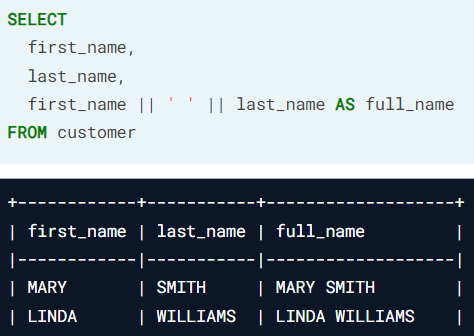 SELECT
  first_name,
  last_name,
  first_name || ' ' || last_name AS full_name
FROM customer
+------------+-----------+-------------------+
| first_name | last_name | full_name         |
|------------|-----------|-------------------|
| MARY       | SMITH     | MARY SMITH        |
| LINDA      | WILLIAMS  | LINDA WILLIAMS    |